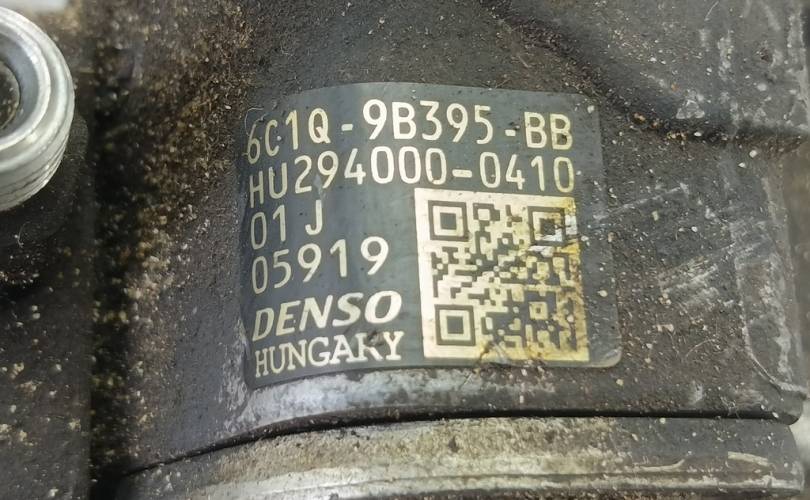 6C1Q-9B395-BB
HU294000-0410
01 J
05919
DENSO
HUNGARY